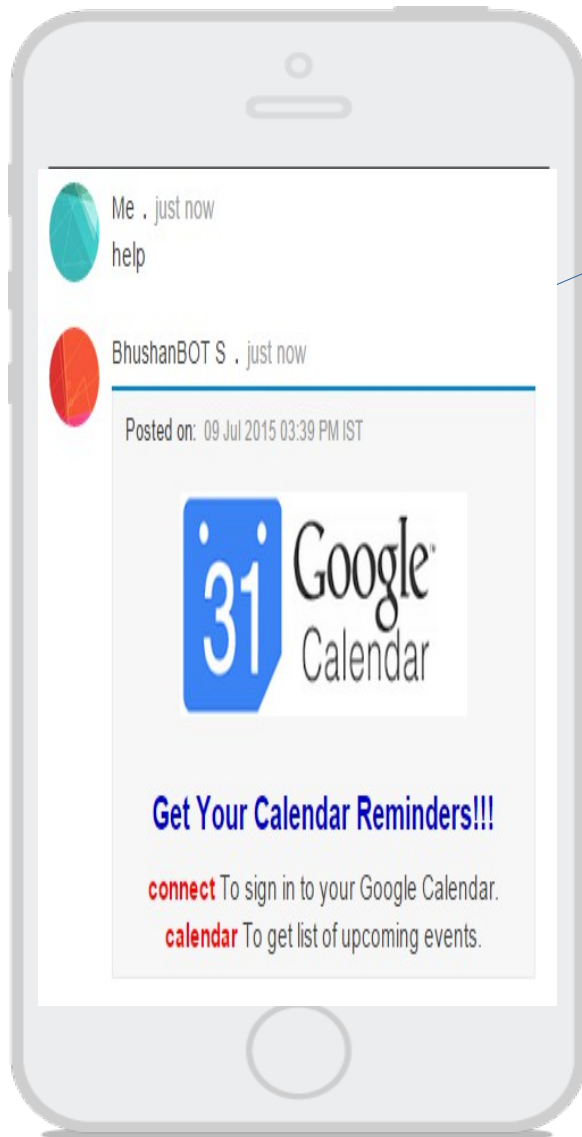 Me . just now
help
BhushanBOT S . just now
Posted on: 09 Jul 2015 03:39 PM IST
31
Google™
Calendar
Get Your Calendar Reminders!!!
connect To sign in to your Google Calendar.
calendar To get list of upcoming events.